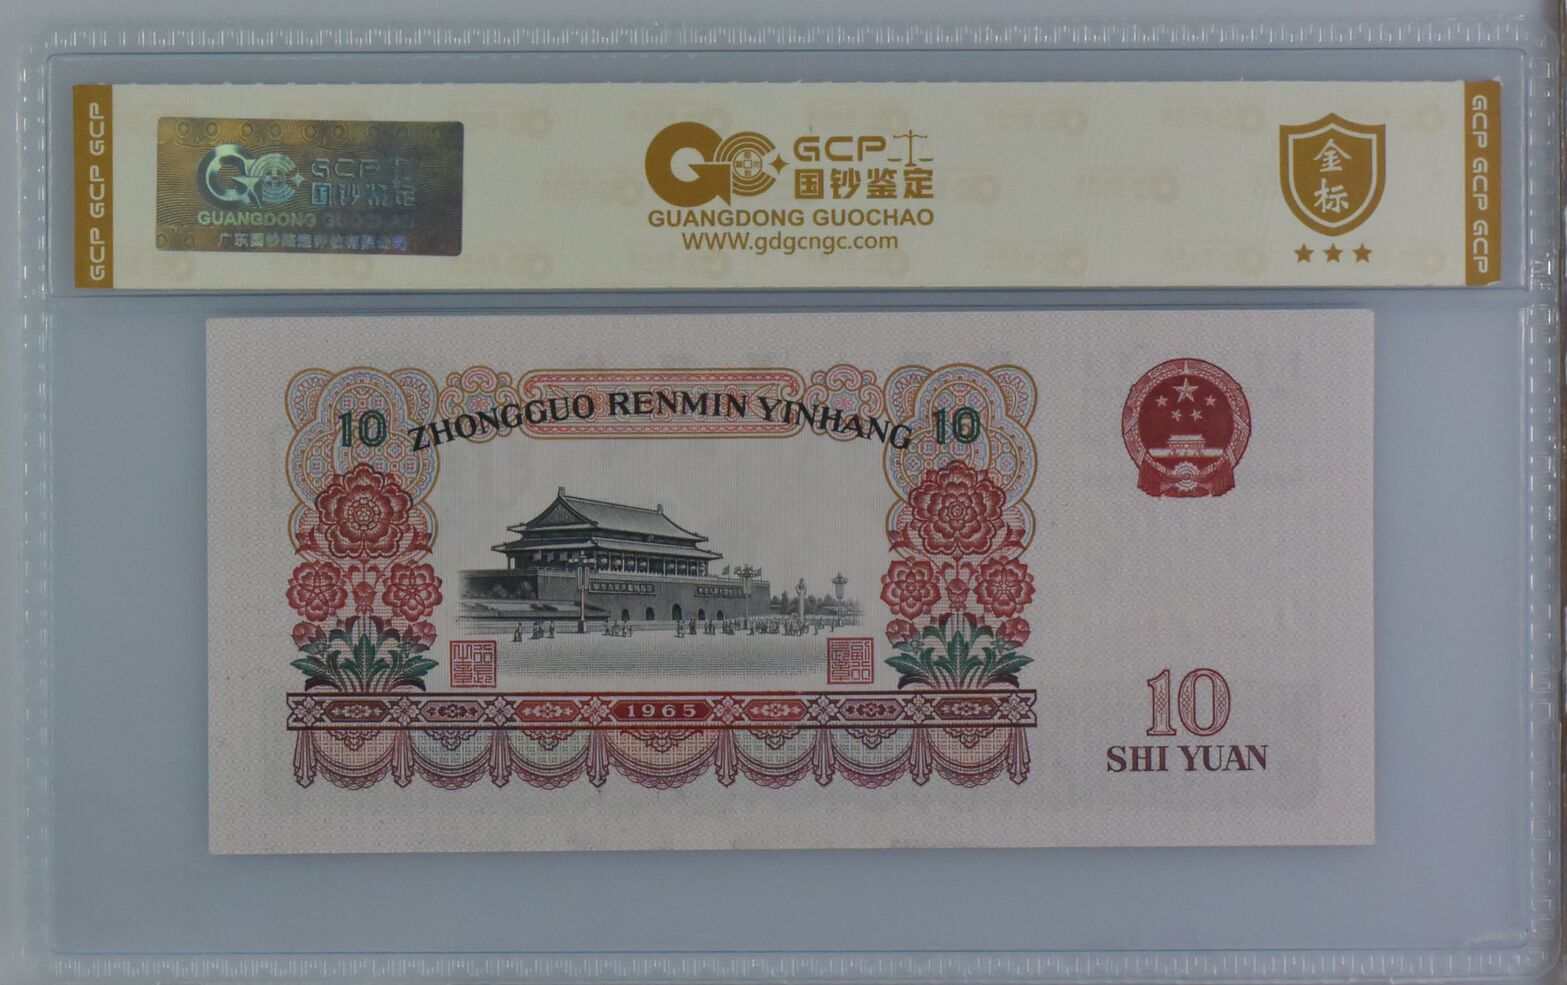 GCP GCP GCP
GCP
国钞鉴定
GUANGDONG GUOCHAO
GCP
国钞鉴定
GUANGDONG GUOCHAO
WWW.gdgcngc.com
金
标
GCP GCP GCP
10 ZHONGGUO RENMIN YINHANG 10
1965
10
SHI YUAN